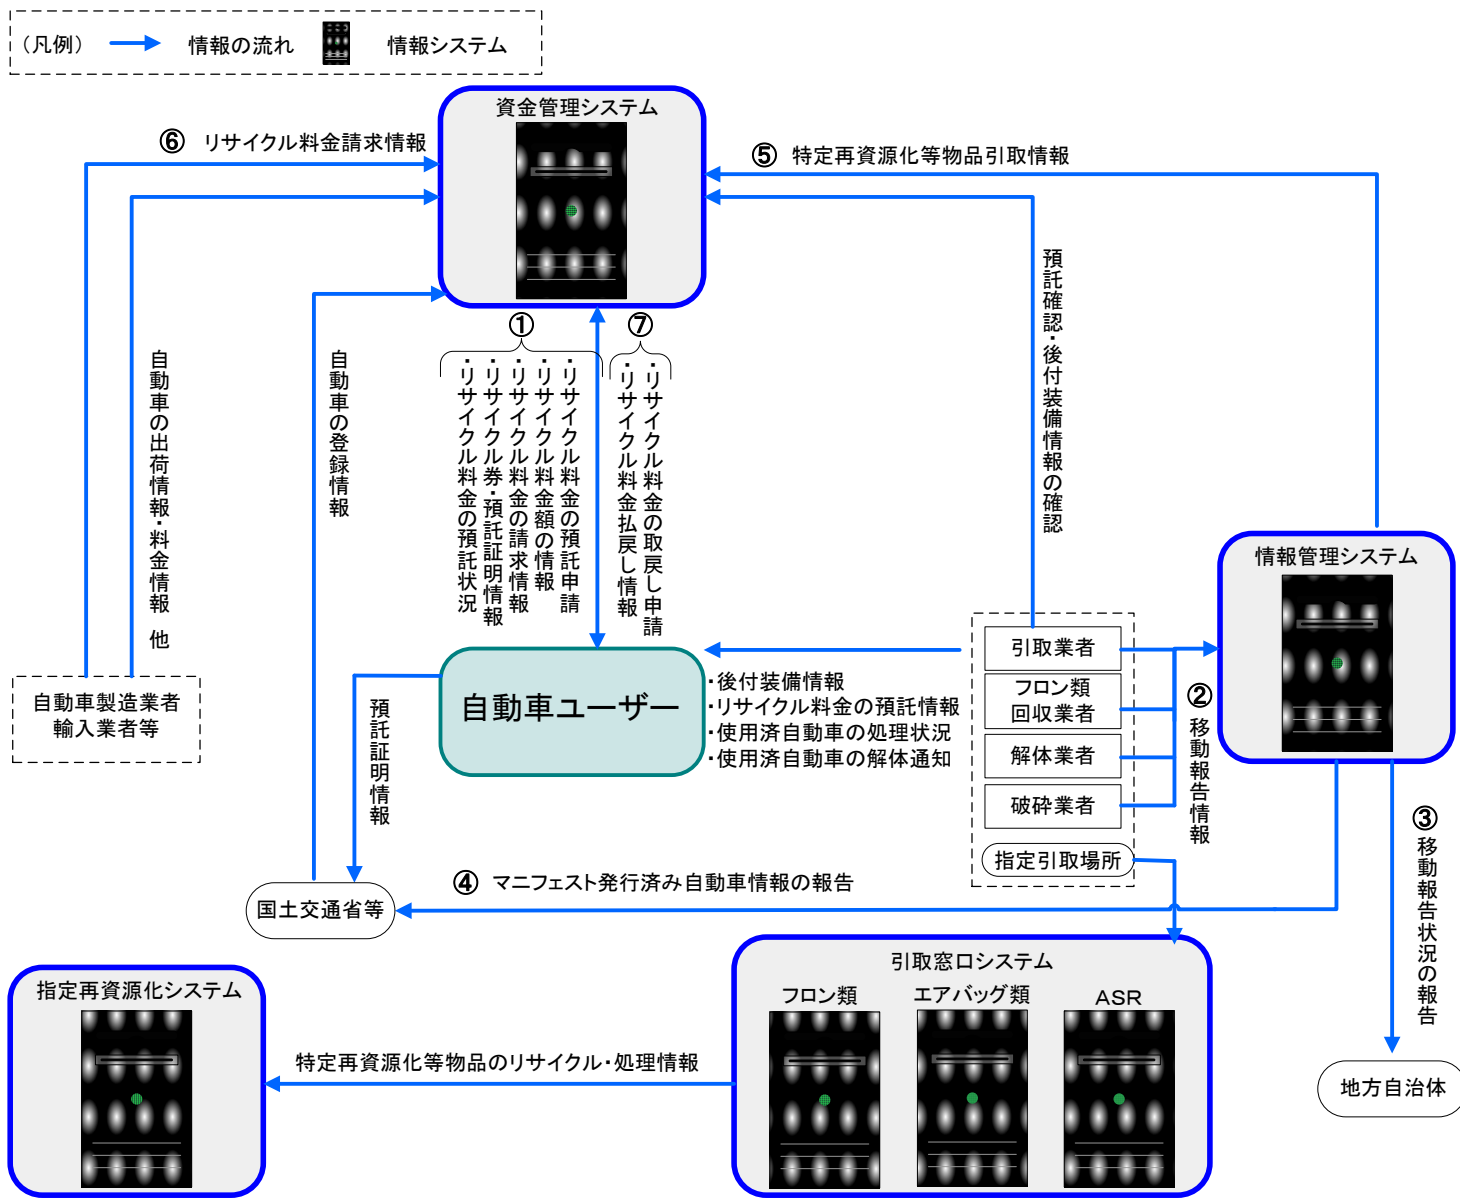 （凡例）
情報の流れ
情報システム
資金管理システム
⑥ リサイクル料金請求情報
⑤ 特定再資源化等物品引取情報
自動車の出荷情報・料金情報 他
自動車の登録情報
①
・リサイクル料金の預託申請
・リサイクル料金額の情報
・リサイクル料金の請求情報
・リサイクル券・預託証明情報
・リサイクル料金の預託状況
⑦
・リサイクル料金の取戻し申請
・リサイクル料金払戻し情報
預託確認・後付装備情報の確認
情報管理システム
自動車製造業者
輸入業者等
自動車ユーザー
預託証明情報
・後付装備情報
・リサイクル料金の預託情報
・使用済自動車の処理状況
・使用済自動車の解体通知
引取業者
フロン類
回収業者
解体業者
破砕業者
指定引取場所
② 移動報告情報
③ 移動報告状況の報告
④ マニフェスト発行済み自動車情報の報告
国土交通省等
指定再資源化システム
特定再資源化等物品のリサイクル・処理情報
引取窓口システム
フロン類
エアバッグ類
ASR
地方自治体